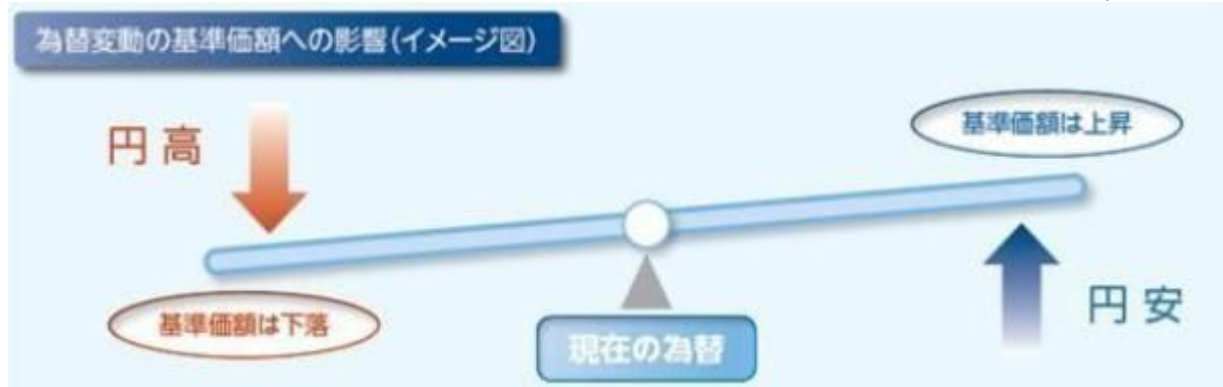 為替変動の基準価額への影響(イメージ図)
円高
基準価額は上昇
基準価額は下落
円安
現在の為替